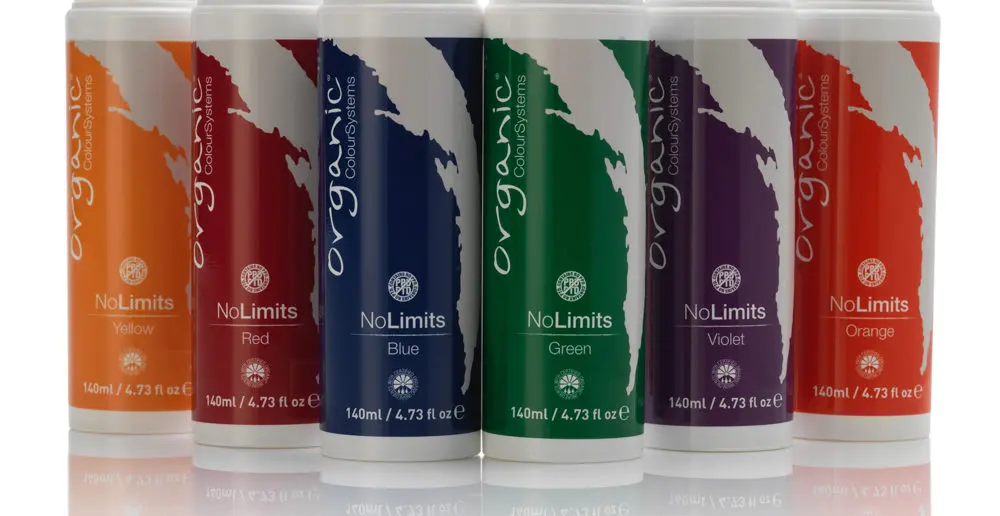 organic®
ColourSystems
NoLimits
Yellow
140ml / 4.73 fl oz e
organic®
ColourSystems
NoLimits
Red
140ml / 4.73 fl oz e
organic®
ColourSystems
NoLimits
Blue
140ml / 4.73 fl oz e
organic®
ColourSystems
NoLimits
Green
140ml / 4.73 fl oz e
organic®
ColourSystems
NoLimits
Violet
140ml / 4.73 fl oz e
organic®
ColourSystems
NoLimits
Orange
140ml / 4.73 fl oz e